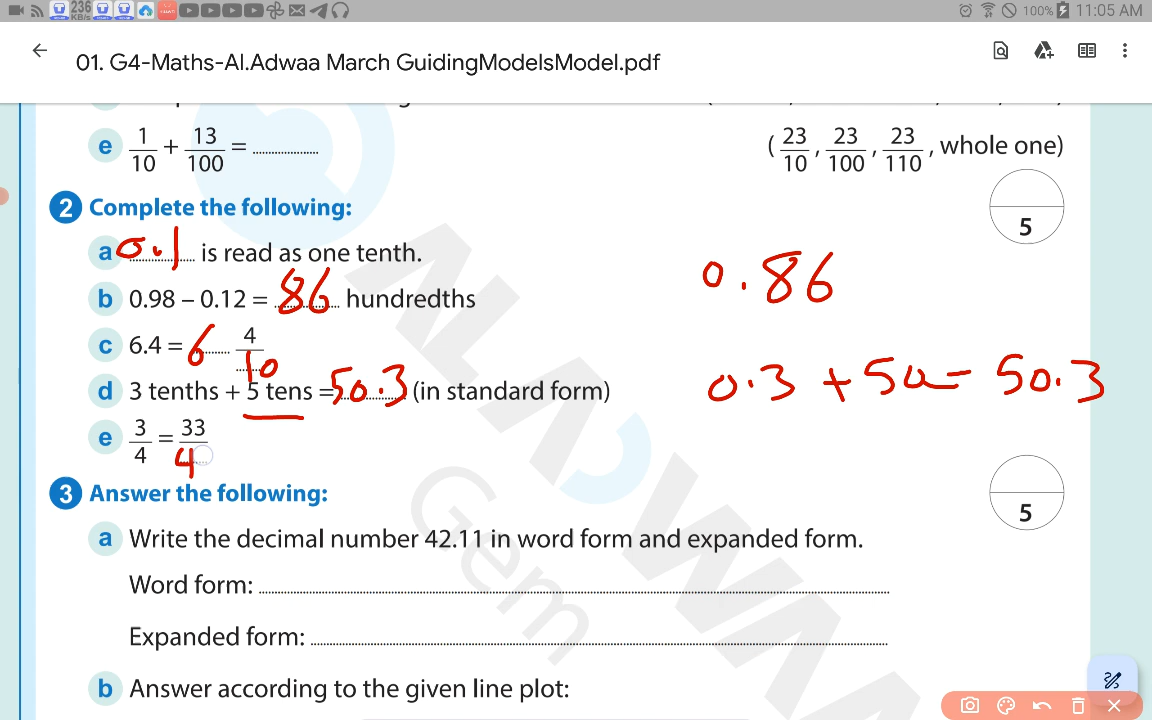 236 KB/s 100% 11:05 AM
01. G4-Maths-Al.Adwaa March GuidingModelsModel.pdf
e 1/10 + 13/100 = .................... (23/10, 23/100, 23/110, whole one)
2 Complete the following:
5
a 0.1 is read as one tenth.
b 0.98 – 0.12 = 86 hundredths
0.86
c 6.4 = 6 4/10
d 3 tenths + 5 tens = 50.3 (in standard form)
0.3 + 50 = 50.3
e 3/4 = 33/4
3 Answer the following:
5
a Write the decimal number 42.11 in word form and expanded form.
Word form: ....................
Expanded form: ....................
b Answer according to the given line plot:
ALADWAA
Gem